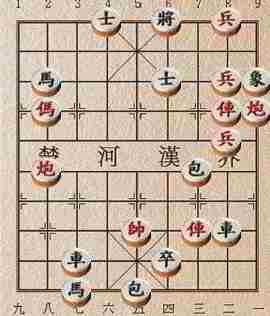 1 2 3 4 5 6 7 8 9
士 將 兵
馬 士 兵 象
傌 俥 炮
兵
楚 河 漢 界
炮 包
帥 俥 車
車 卒
馬 包
九 八 七 六 五 四 三 二 一